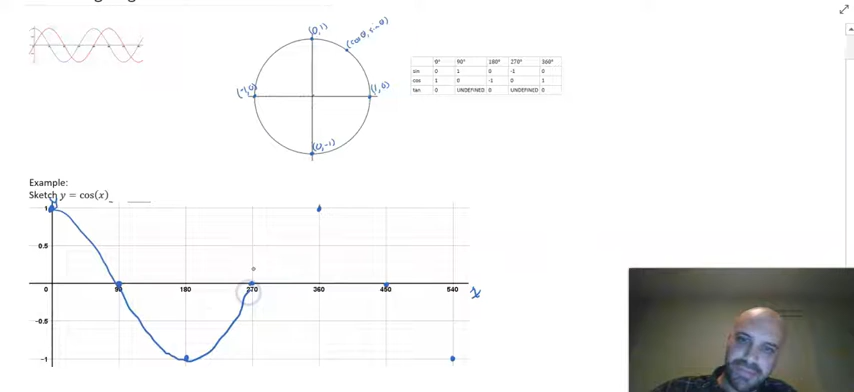 (0,1)
(cosθ, sinθ)
(-1,0)
(1,0)
(0,-1)
0° 90° 180° 270° 360°
sin 0 1 0 -1 0
cos 1 0 -1 0 1
tan 0 UNDEFINED 0 UNDEFINED 0
Example:
Sketch y = cos(x)
y
1
0.5
0 90 180 270 360 450 540 x
-0.5
-1